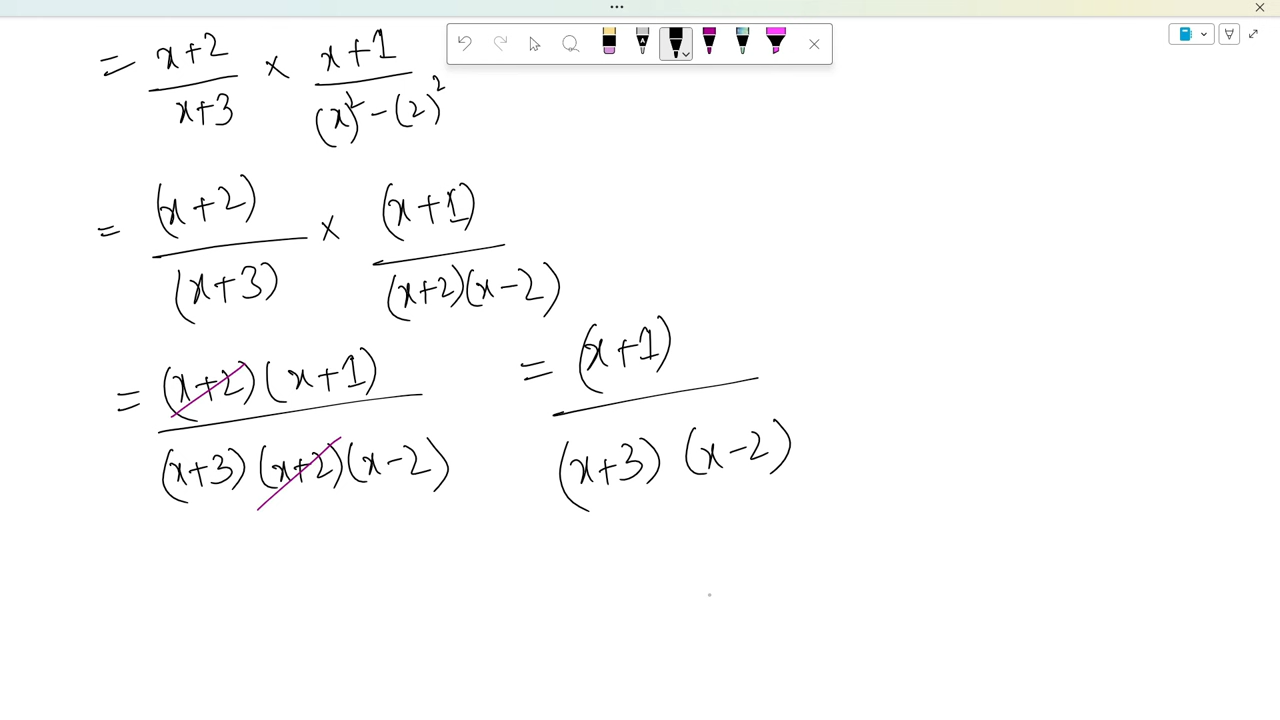 = x+2/x+3 × x+1/(x)²-(2)²
= (x+2)/(x+3) × (x+1)/(x+2)(x-2)
= (x+2)(x+1)/(x+3)(x+2)(x-2) = (x+1)/(x+3)(x-2)